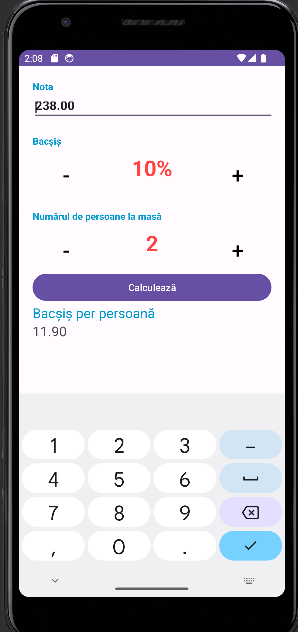 2:08
Nota
238.00
Bacșiș
- 10% +
Numărul de persoane la masă
- 2 +
Calculează
Bacșiș per persoană
11.90
1 2 3 –
4 5 6
7 8 9
, 0 .